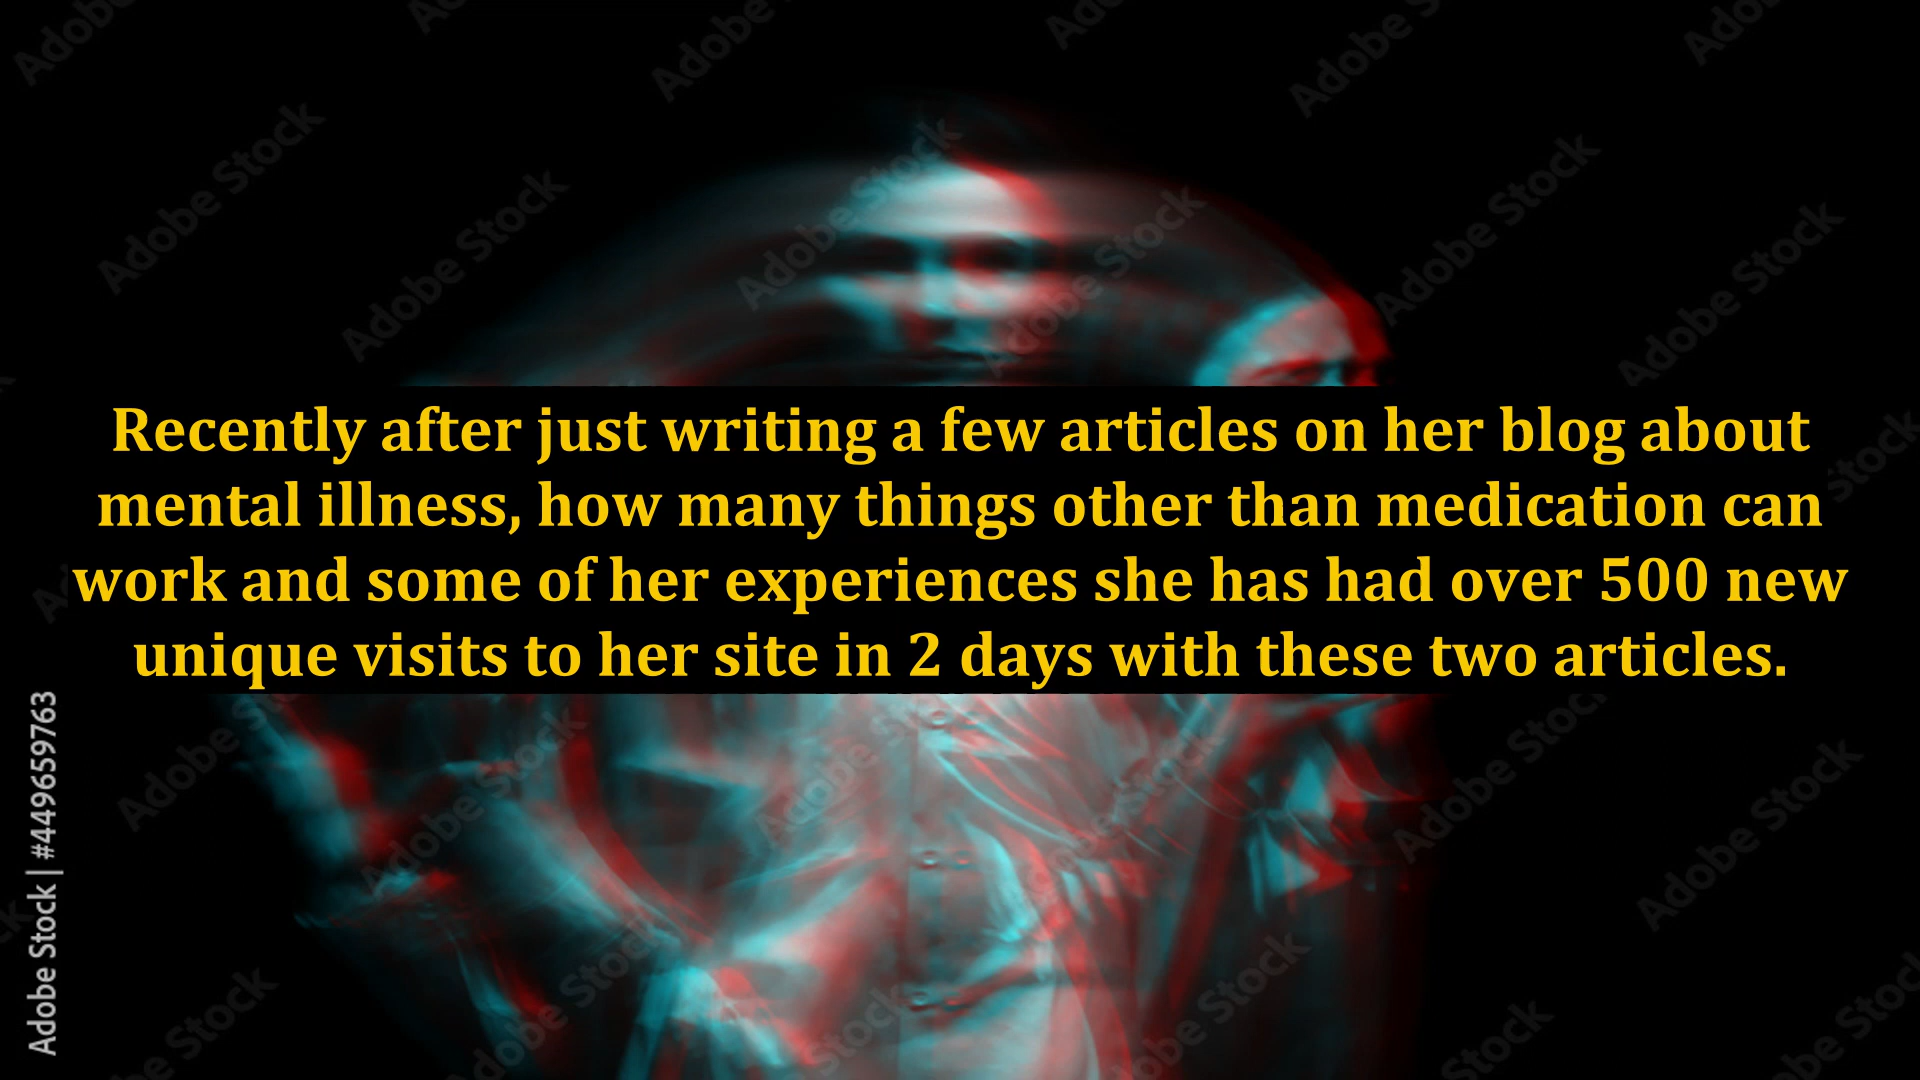 Recently after just writing a few articles on her blog about
mental illness, how many things other than medication can
work and some of her experiences she has had over 500 new
unique visits to her site in 2 days with these two articles.
Adobe Stock | #449659763
Adobe Stock